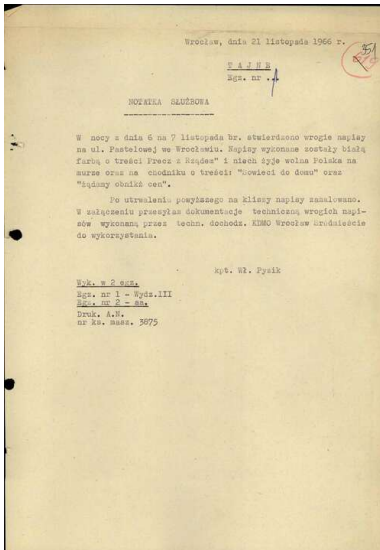 Wrocław, dnia 21 listopada 1966 r.
T A J N E
Egz. nr
NOTATKA SŁUŻBOWA
W nocy z dnia 6 na 7 listopada br. stwierdzono wrogie napisy
na ul. Pastelowej we Wrocławiu. Napisy wykonane zostały białą
farbą o treści Precz z Rządem" i niech żyje wolna Polska na
murze oraz na chodniku o treści: "Sowieci do domu" oraz
"żądamy obniżk cen".
Po utrwaleniu powyższego na kliszy napisy zamalowano.
W załączeniu przesyłam dokumentację techniczną wrogich napi-
sów wykonaną przez techn. dochodz. KDMO Wrocław Śródmieście
do wykorzystania.
kpt. Wł. Pysik
Wyk. w 2 egz.
Egz. nr 1 - Wydz.III
Egz. nr 2 - aa.
Druk. A.N.
nr ks. masz. 3875